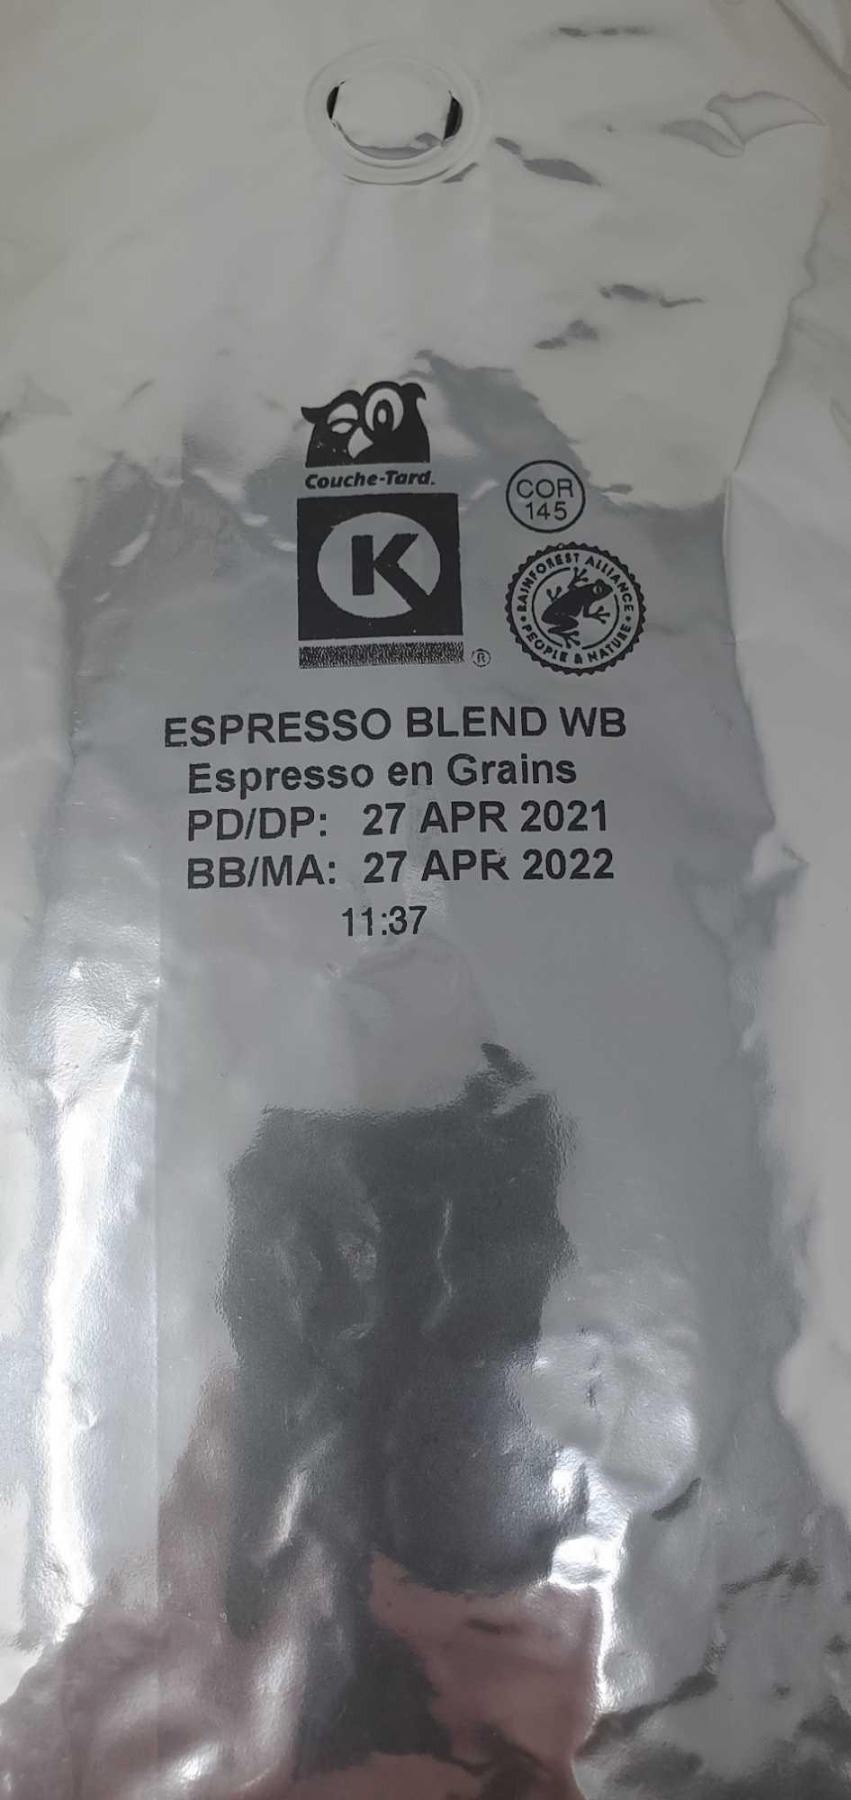 Couche-Tard.
K
®
COR
145
RAINFOREST ALLIANCE
PEOPLE & NATURE
ESPRESSO BLEND WB
Espresso en Grains
PD/DP: 27 APR 2021
BB/MA: 27 APR 2022
11:37